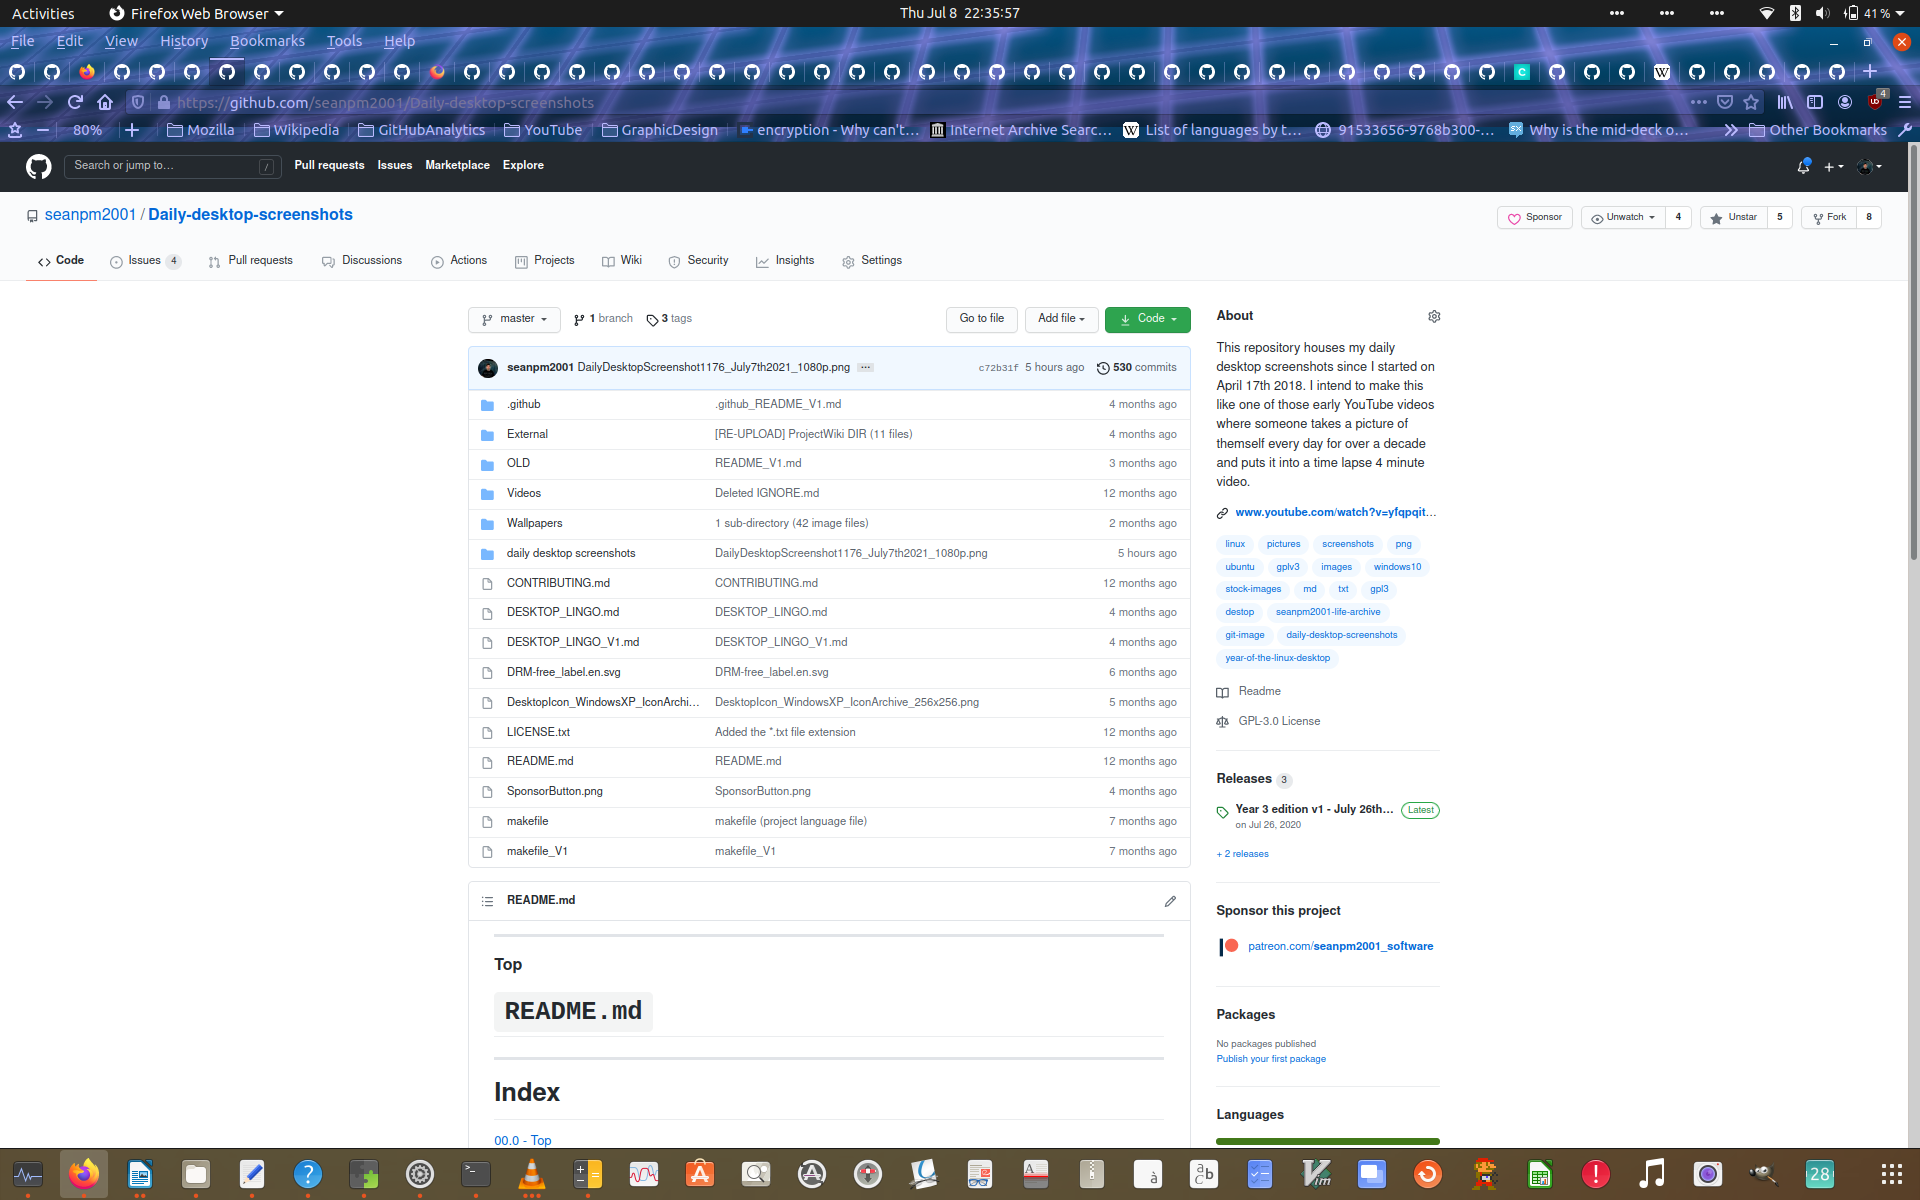 Activities
Firefox Web Browser
Thu Jul 8 22:35:57
41 %
File Edit View History Bookmarks Tools Help
https://github.com/seanpm2001/Daily-desktop-screenshots
4
80%
Mozilla
Wikipedia
GitHubAnalytics
YouTube
GraphicDesign
encryption - Why can't…
Internet Archive Searc…
List of languages by t…
91533656-9768b300-…
Why is the mid-deck o…
Other Bookmarks
Search or jump to… /
Pull requests Issues Marketplace Explore
seanpm2001 / Daily-desktop-screenshots
Sponsor
Unwatch 4
Unstar 5
Fork 8
Code
Issues 4
Pull requests
Discussions
Actions
Projects
Wiki
Security
Insights
Settings
master
1 branch
3 tags
Go to file
Add file
Code
seanpm2001 DailyDesktopScreenshot1176_July7th2021_1080p.png … c72b31f 5 hours ago 530 commits
.github .github_README_V1.md 4 months ago
External [RE-UPLOAD] ProjectWiki DIR (11 files) 4 months ago
OLD README_V1.md 3 months ago
Videos Deleted IGNORE.md 12 months ago
Wallpapers 1 sub-directory (42 image files) 2 months ago
daily desktop screenshots DailyDesktopScreenshot1176_July7th2021_1080p.png 5 hours ago
CONTRIBUTING.md CONTRIBUTING.md 12 months ago
DESKTOP_LINGO.md DESKTOP_LINGO.md 4 months ago
DESKTOP_LINGO_V1.md DESKTOP_LINGO_V1.md 4 months ago
DRM-free_label.en.svg DRM-free_label.en.svg 6 months ago
DesktopIcon_WindowsXP_IconArchi… DesktopIcon_WindowsXP_IconArchive_256x256.png 5 months ago
LICENSE.txt Added the *.txt file extension 12 months ago
README.md README.md 12 months ago
SponsorButton.png SponsorButton.png 4 months ago
makefile makefile (project language file) 7 months ago
makefile_V1 makefile_V1 7 months ago
README.md
Top
README.md
Index
00.0 - Top
About
This repository houses my daily
desktop screenshots since I started on
April 17th 2018. I intend to make this
like one of those early YouTube videos
where someone takes a picture of
themself every day for over a decade
and puts it into a time lapse 4 minute
video.
www.youtube.com/watch?v=yfqpqit…
linux pictures screenshots png
ubuntu gplv3 images windows10
stock-images md txt gpl3
destop seanpm2001-life-archive
git-image daily-desktop-screenshots
year-of-the-linux-desktop
Readme
GPL-3.0 License
Releases 3
Year 3 edition v1 - July 26th… Latest
on Jul 26, 2020
+ 2 releases
Sponsor this project
patreon.com/seanpm2001_software
Packages
No packages published
Publish your first package
Languages
28